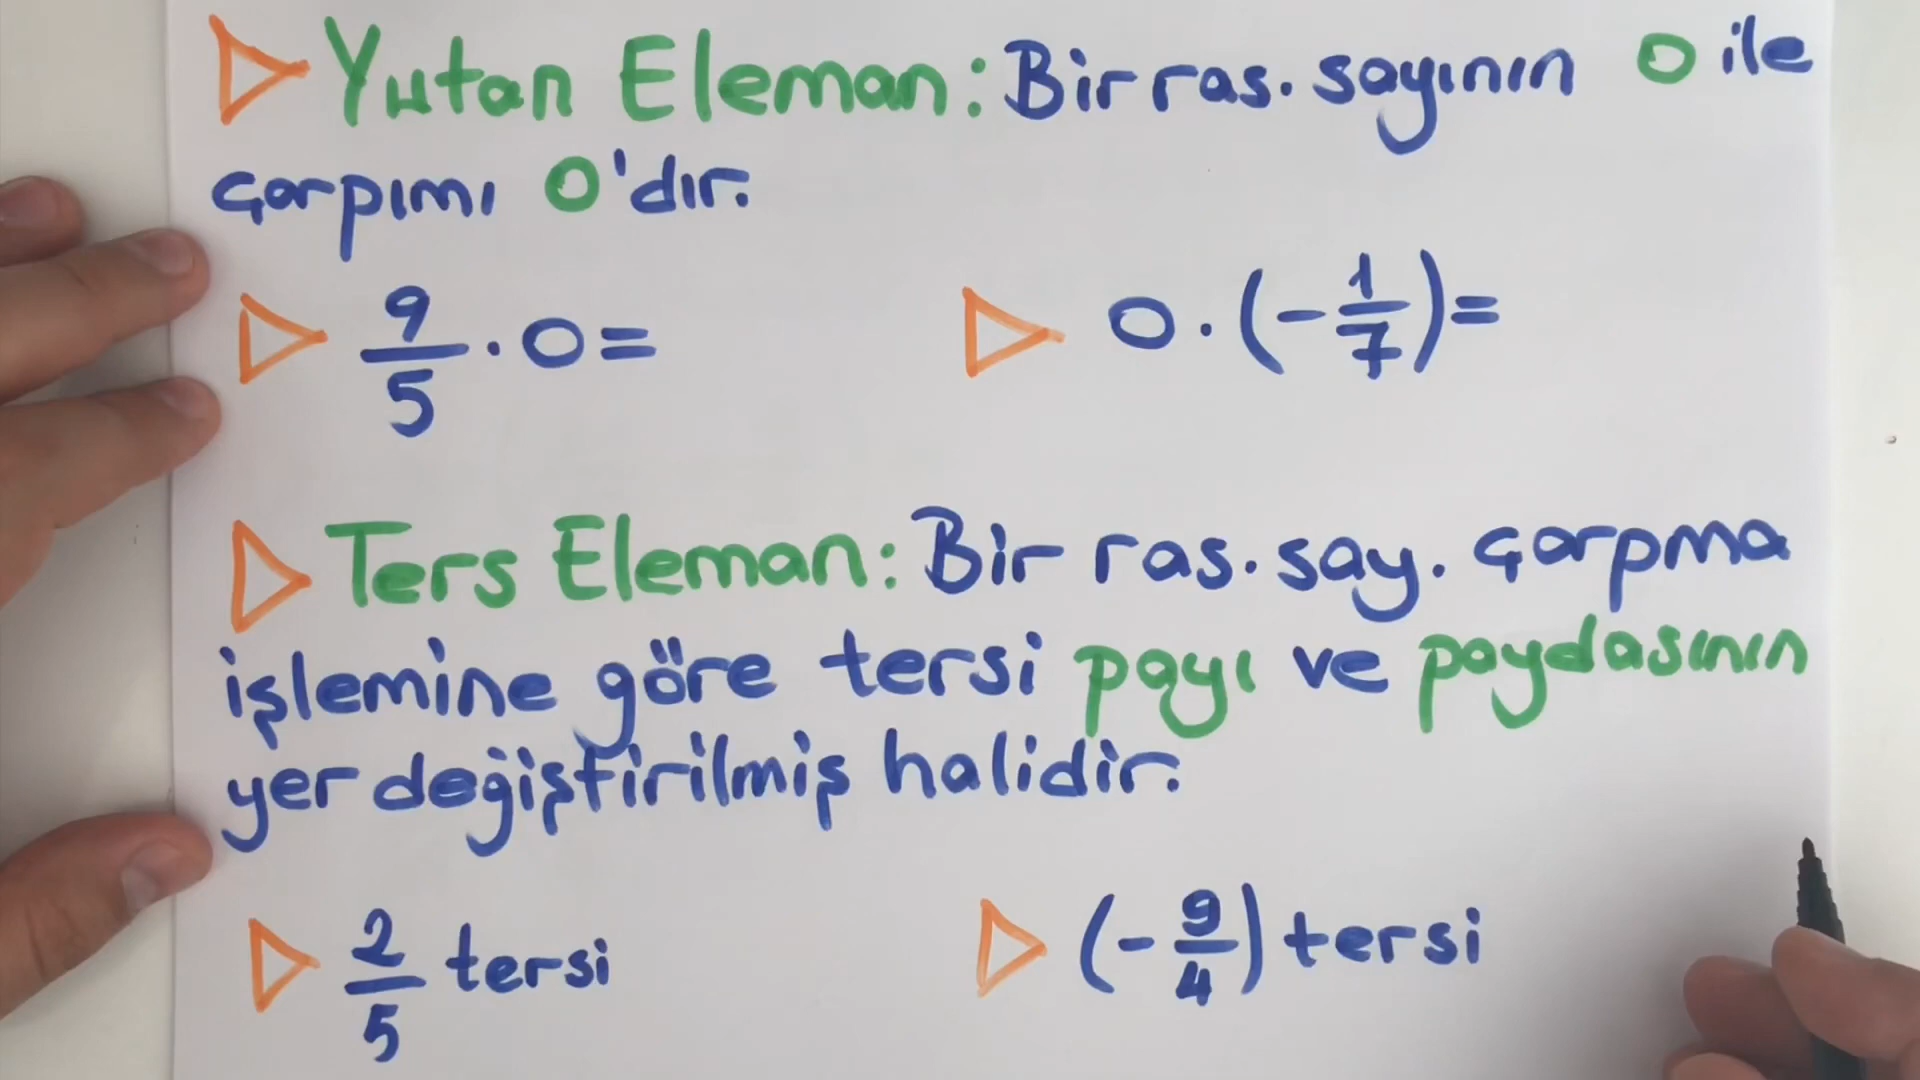 Yutan Eleman: Bir ras. sayının 0 ile
çarpımı 0'dır.
9/5 · 0 =
0 · (-1/7) =
Ters Eleman: Bir ras. say. çarpma
işlemine göre tersi payı ve paydasının
yer değiştirilmiş halidir.
2/5 tersi
(-9/4) tersi